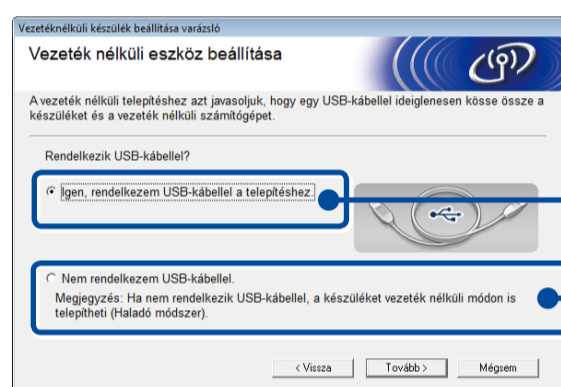 Vezetéknélküli készülék beállítása varázsló
Vezeték nélküli eszköz beállítása
A vezeték nélküli telepítéshez azt javasoljuk, hogy egy USB-kábellel ideiglenesen kösse össze a
készüléket és a vezeték nélküli számítógépet.
Rendelkezik USB-kábellel?
Igen, rendelkezem USB-kábellel a telepítéshez.
Nem rendelkezem USB-kábellel.
Megjegyzés: Ha nem rendelkezik USB-kábellel, a készüléket vezeték nélküli módon is
telepítheti (Haladó módszer).
< Vissza Tovább > Mégsem